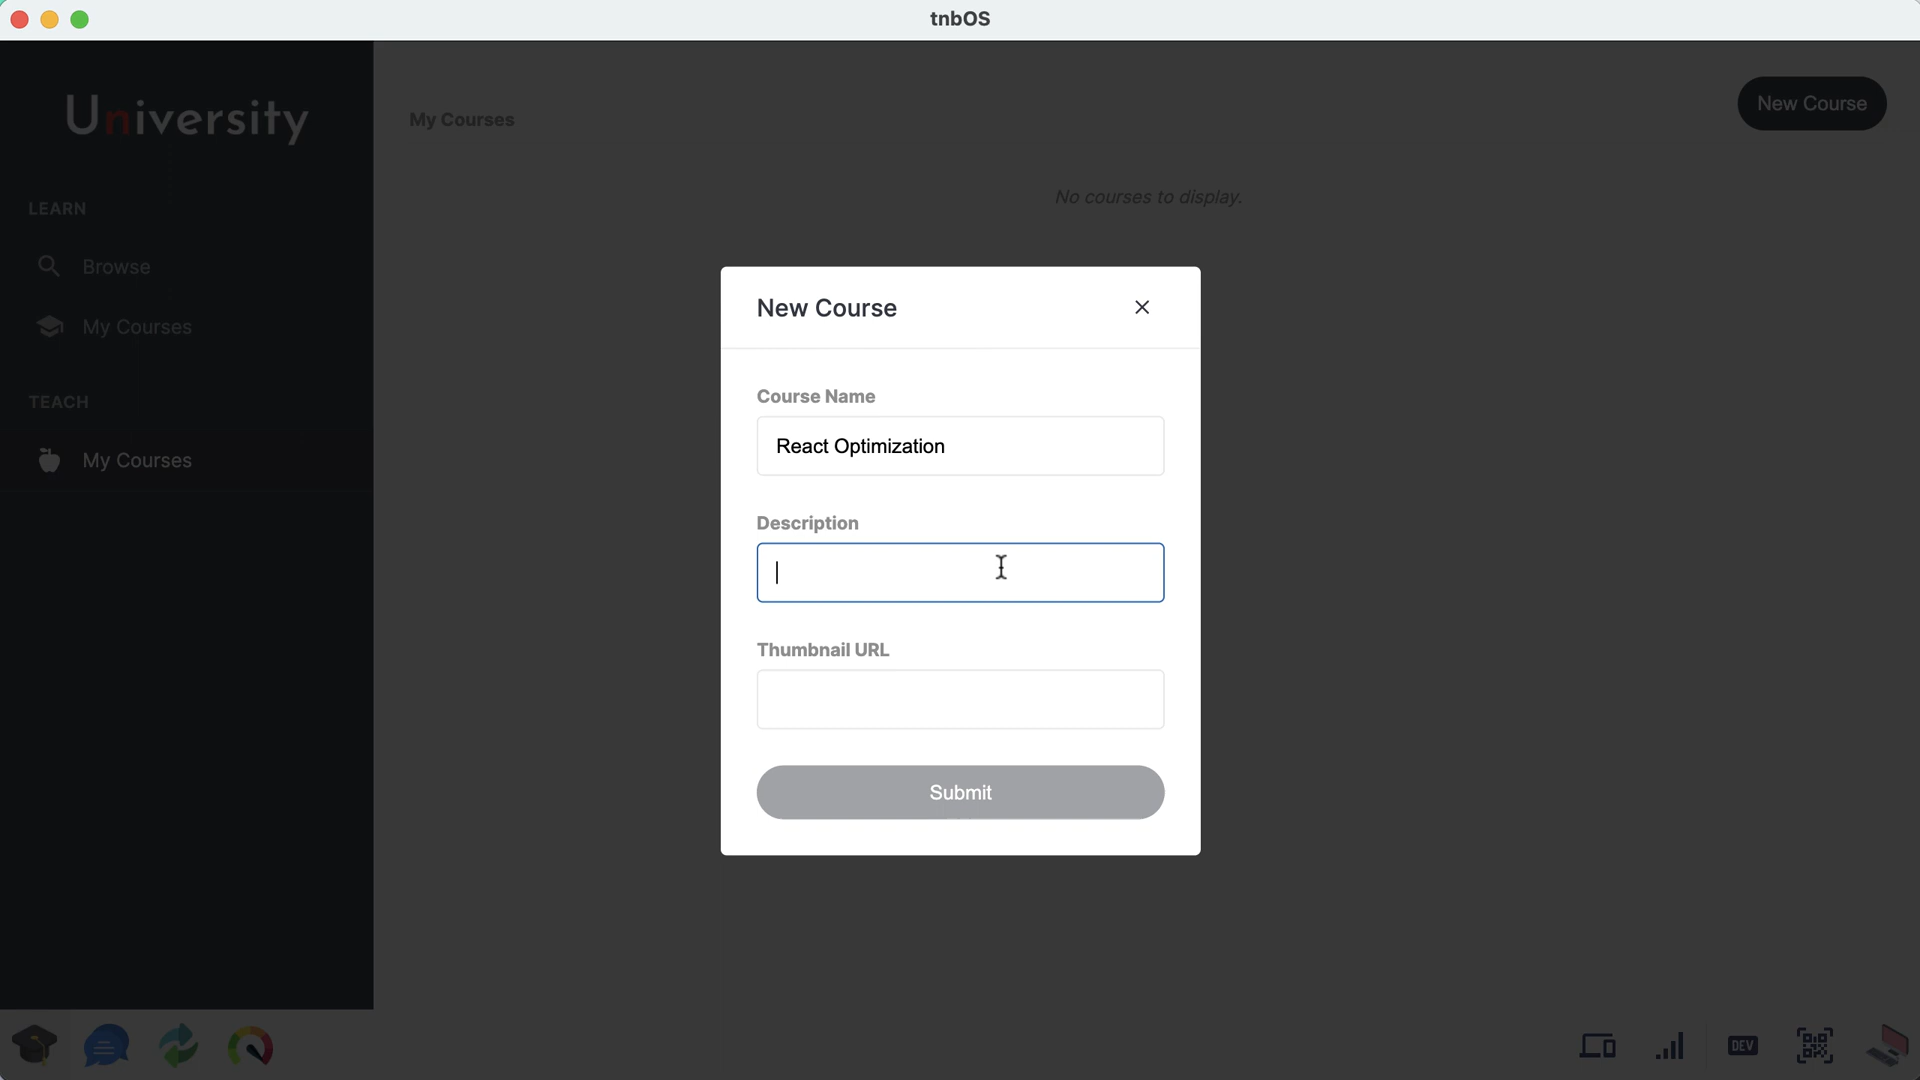 tnbOS
University
LEARN
Browse
My Courses
TEACH
My Courses
My Courses
New Course
No courses to display.
New Course
Course Name
React Optimization
Description
Thumbnail URL
Submit
DEV